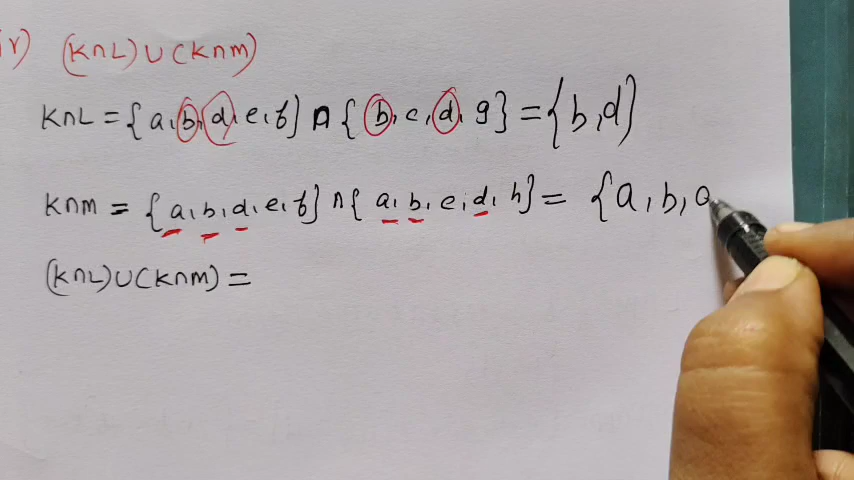 iv) (K∩L)∪(K∩M)
K∩L = {a, b, d, e, f} ∩ {b, c, d, g} = {b, d}
K∩M = {a, b, d, e, f} ∩ {a, b, e, d, h} = {a, b,
(K∩L)∪(K∩M) =